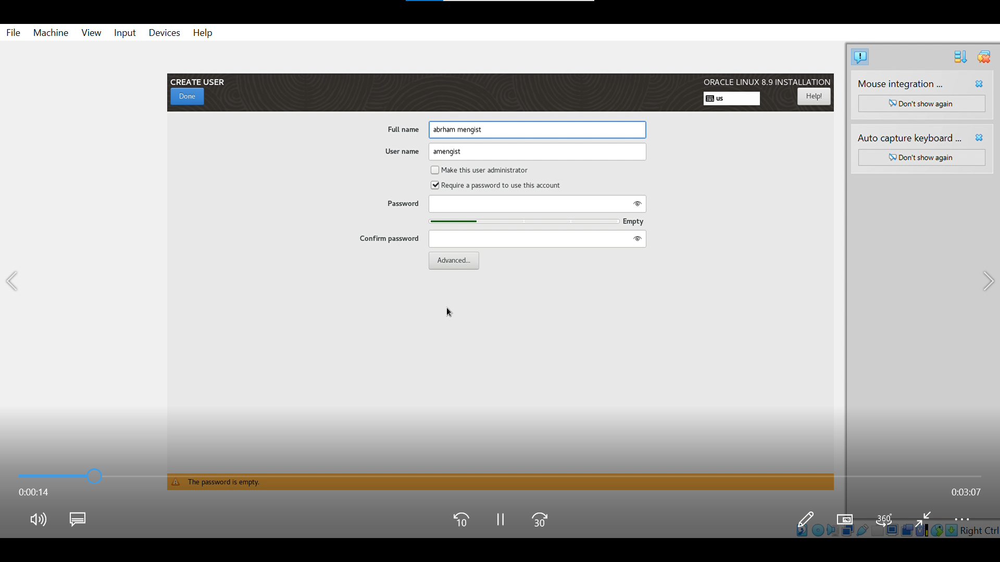 File Machine View Input Devices Help
CREATE USER
ORACLE LINUX 8.9 INSTALLATION
Done
us
Help!
Mouse integration ...
Don't show again
Auto capture keyboard ...
Don't show again
Full name
abrham mengist
User name
amengist
Make this user administrator
Require a password to use this account
Password
Empty
Confirm password
Advanced...
The password is empty.
0:00:14
0:03:07
10
30
360°
Right Ctrl